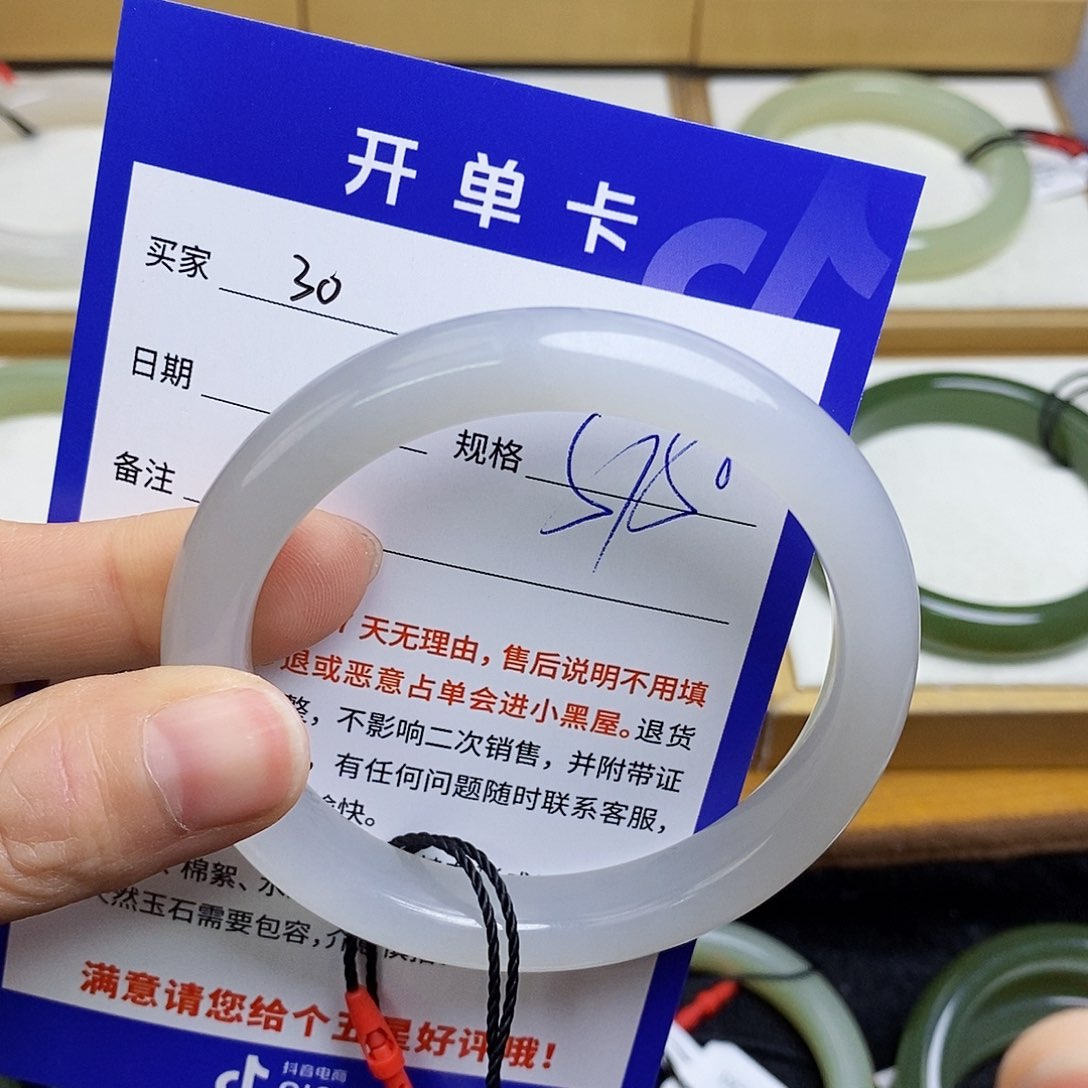 开单卡
买家 30
日期
规格 5750
备注
天无理由，售后说明不用填
退或恶意占单会进小黑屋。退货
整，不影响二次销售，并附带证
，有任何问题随时联系客服，
愉快。
、棉絮、水
天然玉石需要包容，介
满意请您给个五星好评哦！
抖音电商